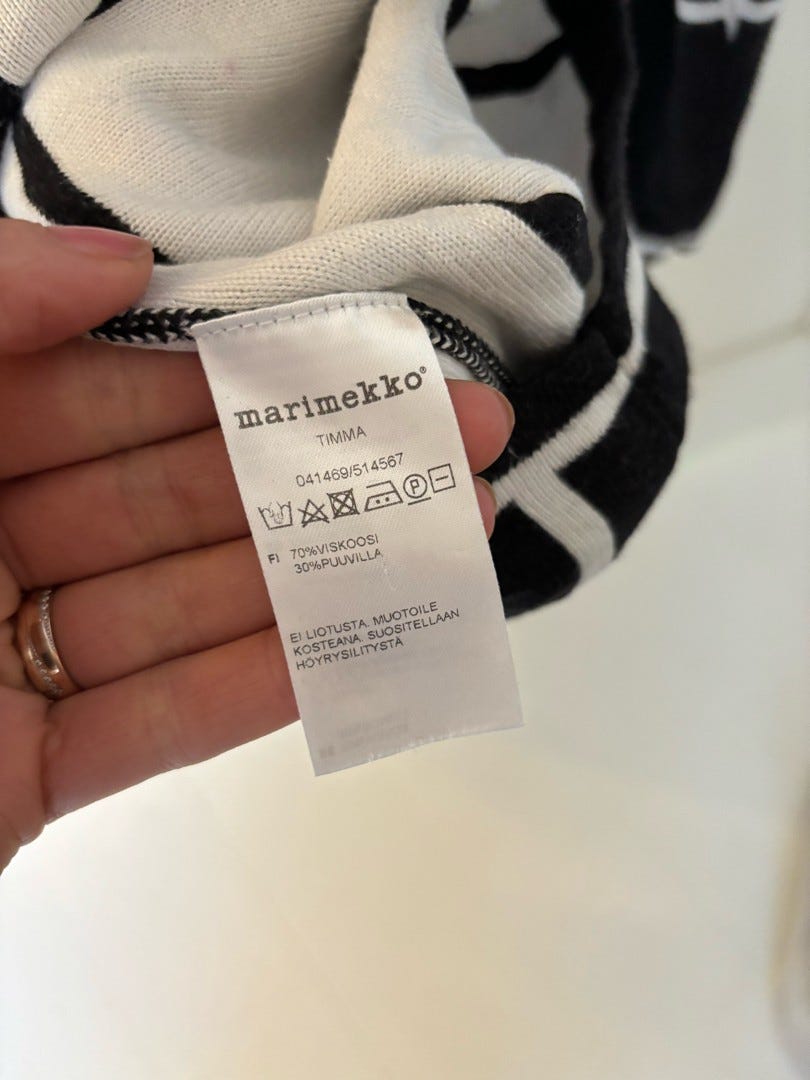 marimekko®
TIMMA
041469/514567
P
FI 70%VISKOOSI
30%PUUVILLA
EI LIOTUSTA. MUOTOILE
KOSTEANA. SUOSITELLAAN
HÖYRYSILITYSTÄ